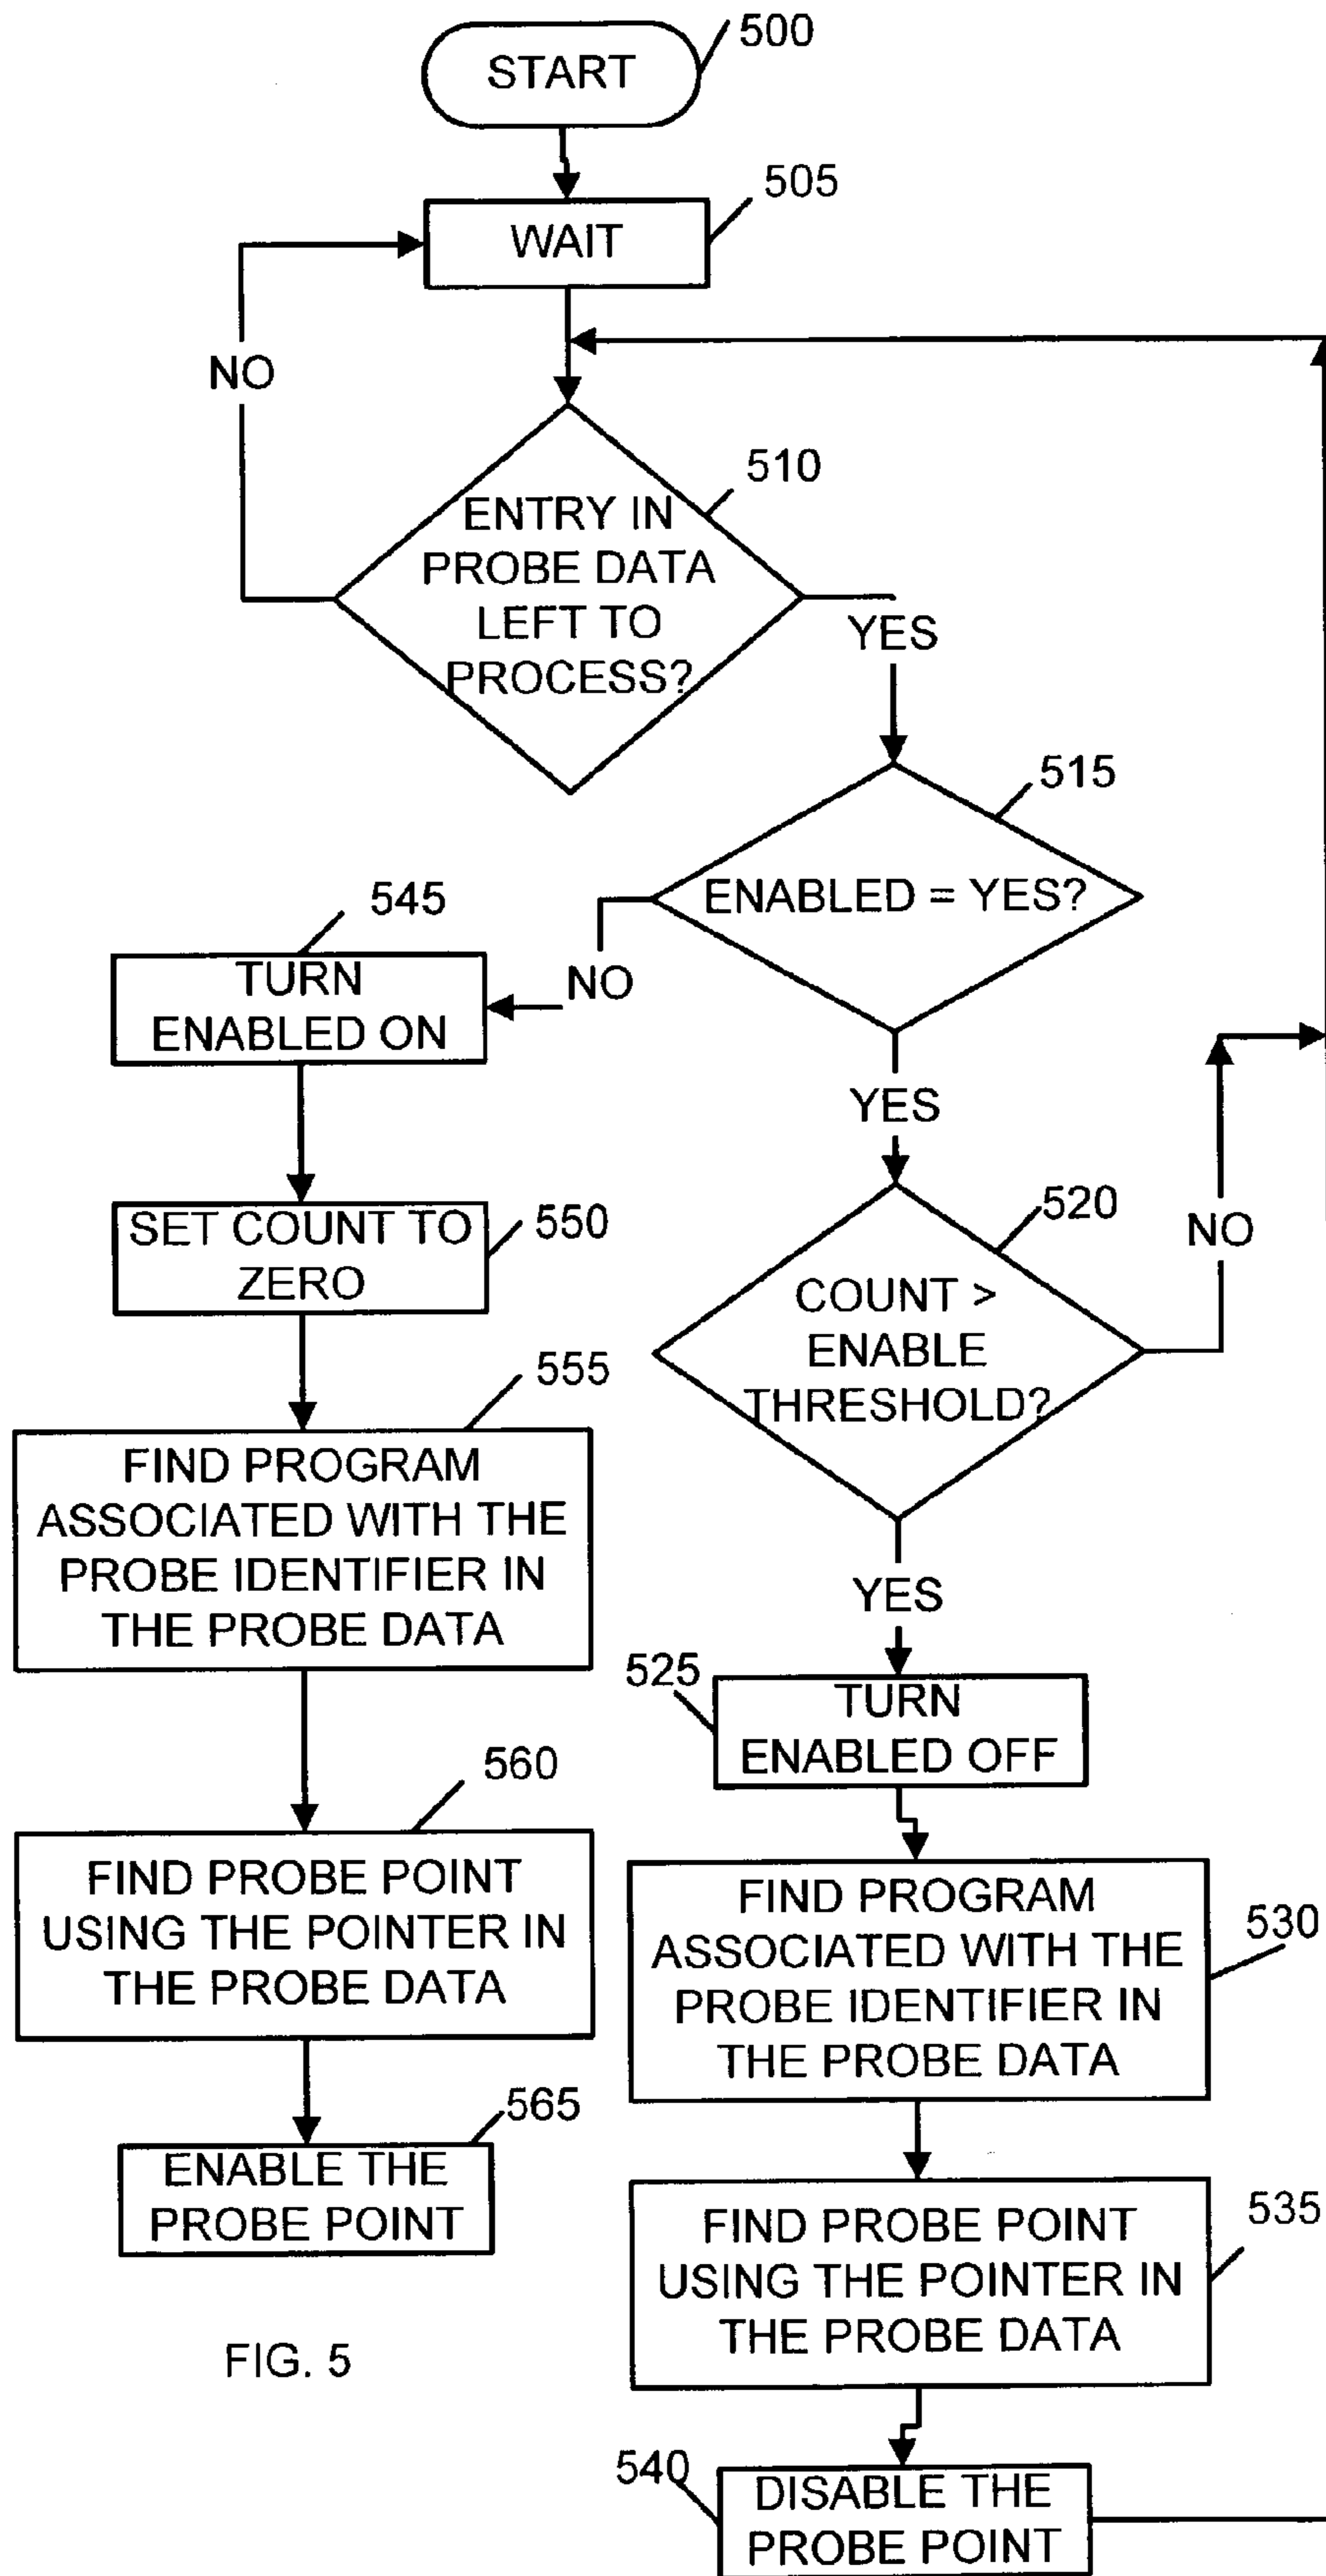 500
START
505
WAIT
NO
510
ENTRY IN
PROBE DATA
LEFT TO
PROCESS?
YES
515
ENABLED = YES?
545
TURN
ENABLED ON
NO
YES
550
SET COUNT TO
ZERO
520
COUNT >
ENABLE
THRESHOLD?
NO
555
FIND PROGRAM
ASSOCIATED WITH THE
PROBE IDENTIFIER IN
THE PROBE DATA
YES
525
TURN
ENABLED OFF
560
FIND PROBE POINT
USING THE POINTER IN
THE PROBE DATA
530
FIND PROGRAM
ASSOCIATED WITH THE
PROBE IDENTIFIER IN
THE PROBE DATA
565
ENABLE THE
PROBE POINT
535
FIND PROBE POINT
USING THE POINTER IN
THE PROBE DATA
FIG. 5
540
DISABLE THE
PROBE POINT